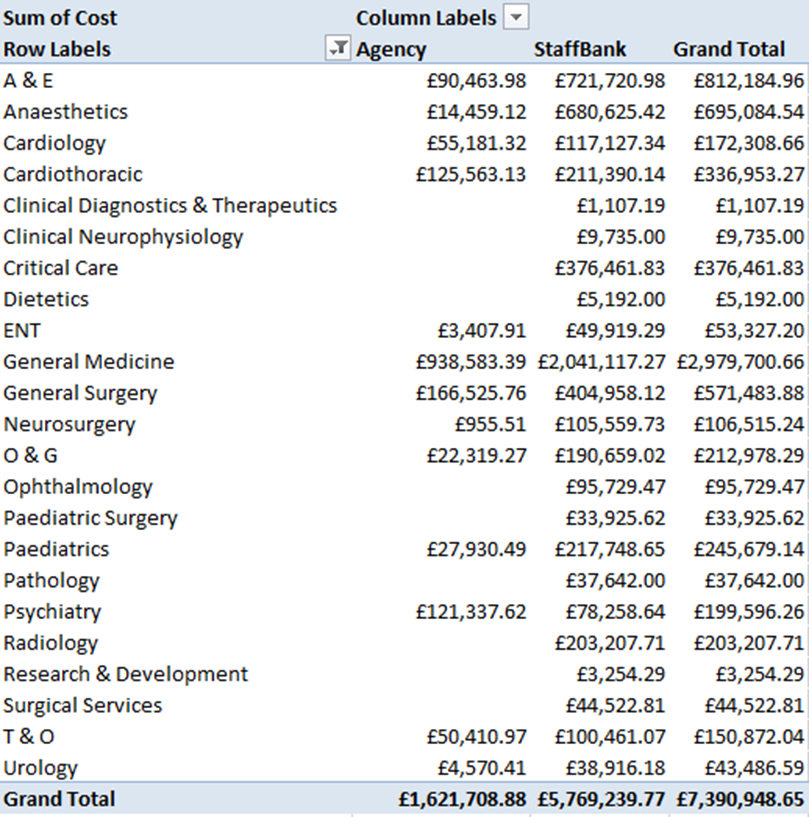 Sum of Cost Column Labels
Row Labels Agency StaffBank Grand Total
A & E £90,463.98 £721,720.98 £812,184.96
Anaesthetics £14,459.12 £680,625.42 £695,084.54
Cardiology £55,181.32 £117,127.34 £172,308.66
Cardiothoracic £125,563.13 £211,390.14 £336,953.27
Clinical Diagnostics & Therapeutics £1,107.19 £1,107.19
Clinical Neurophysiology £9,735.00 £9,735.00
Critical Care £376,461.83 £376,461.83
Dietetics £5,192.00 £5,192.00
ENT £3,407.91 £49,919.29 £53,327.20
General Medicine £938,583.39 £2,041,117.27 £2,979,700.66
General Surgery £166,525.76 £404,958.12 £571,483.88
Neurosurgery £955.51 £105,559.73 £106,515.24
O & G £22,319.27 £190,659.02 £212,978.29
Ophthalmology £95,729.47 £95,729.47
Paediatric Surgery £33,925.62 £33,925.62
Paediatrics £27,930.49 £217,748.65 £245,679.14
Pathology £37,642.00 £37,642.00
Psychiatry £121,337.62 £78,258.64 £199,596.26
Radiology £203,207.71 £203,207.71
Research & Development £3,254.29 £3,254.29
Surgical Services £44,522.81 £44,522.81
T & O £50,410.97 £100,461.07 £150,872.04
Urology £4,570.41 £38,916.18 £43,486.59
Grand Total £1,621,708.88 £5,769,239.77 £7,390,948.65